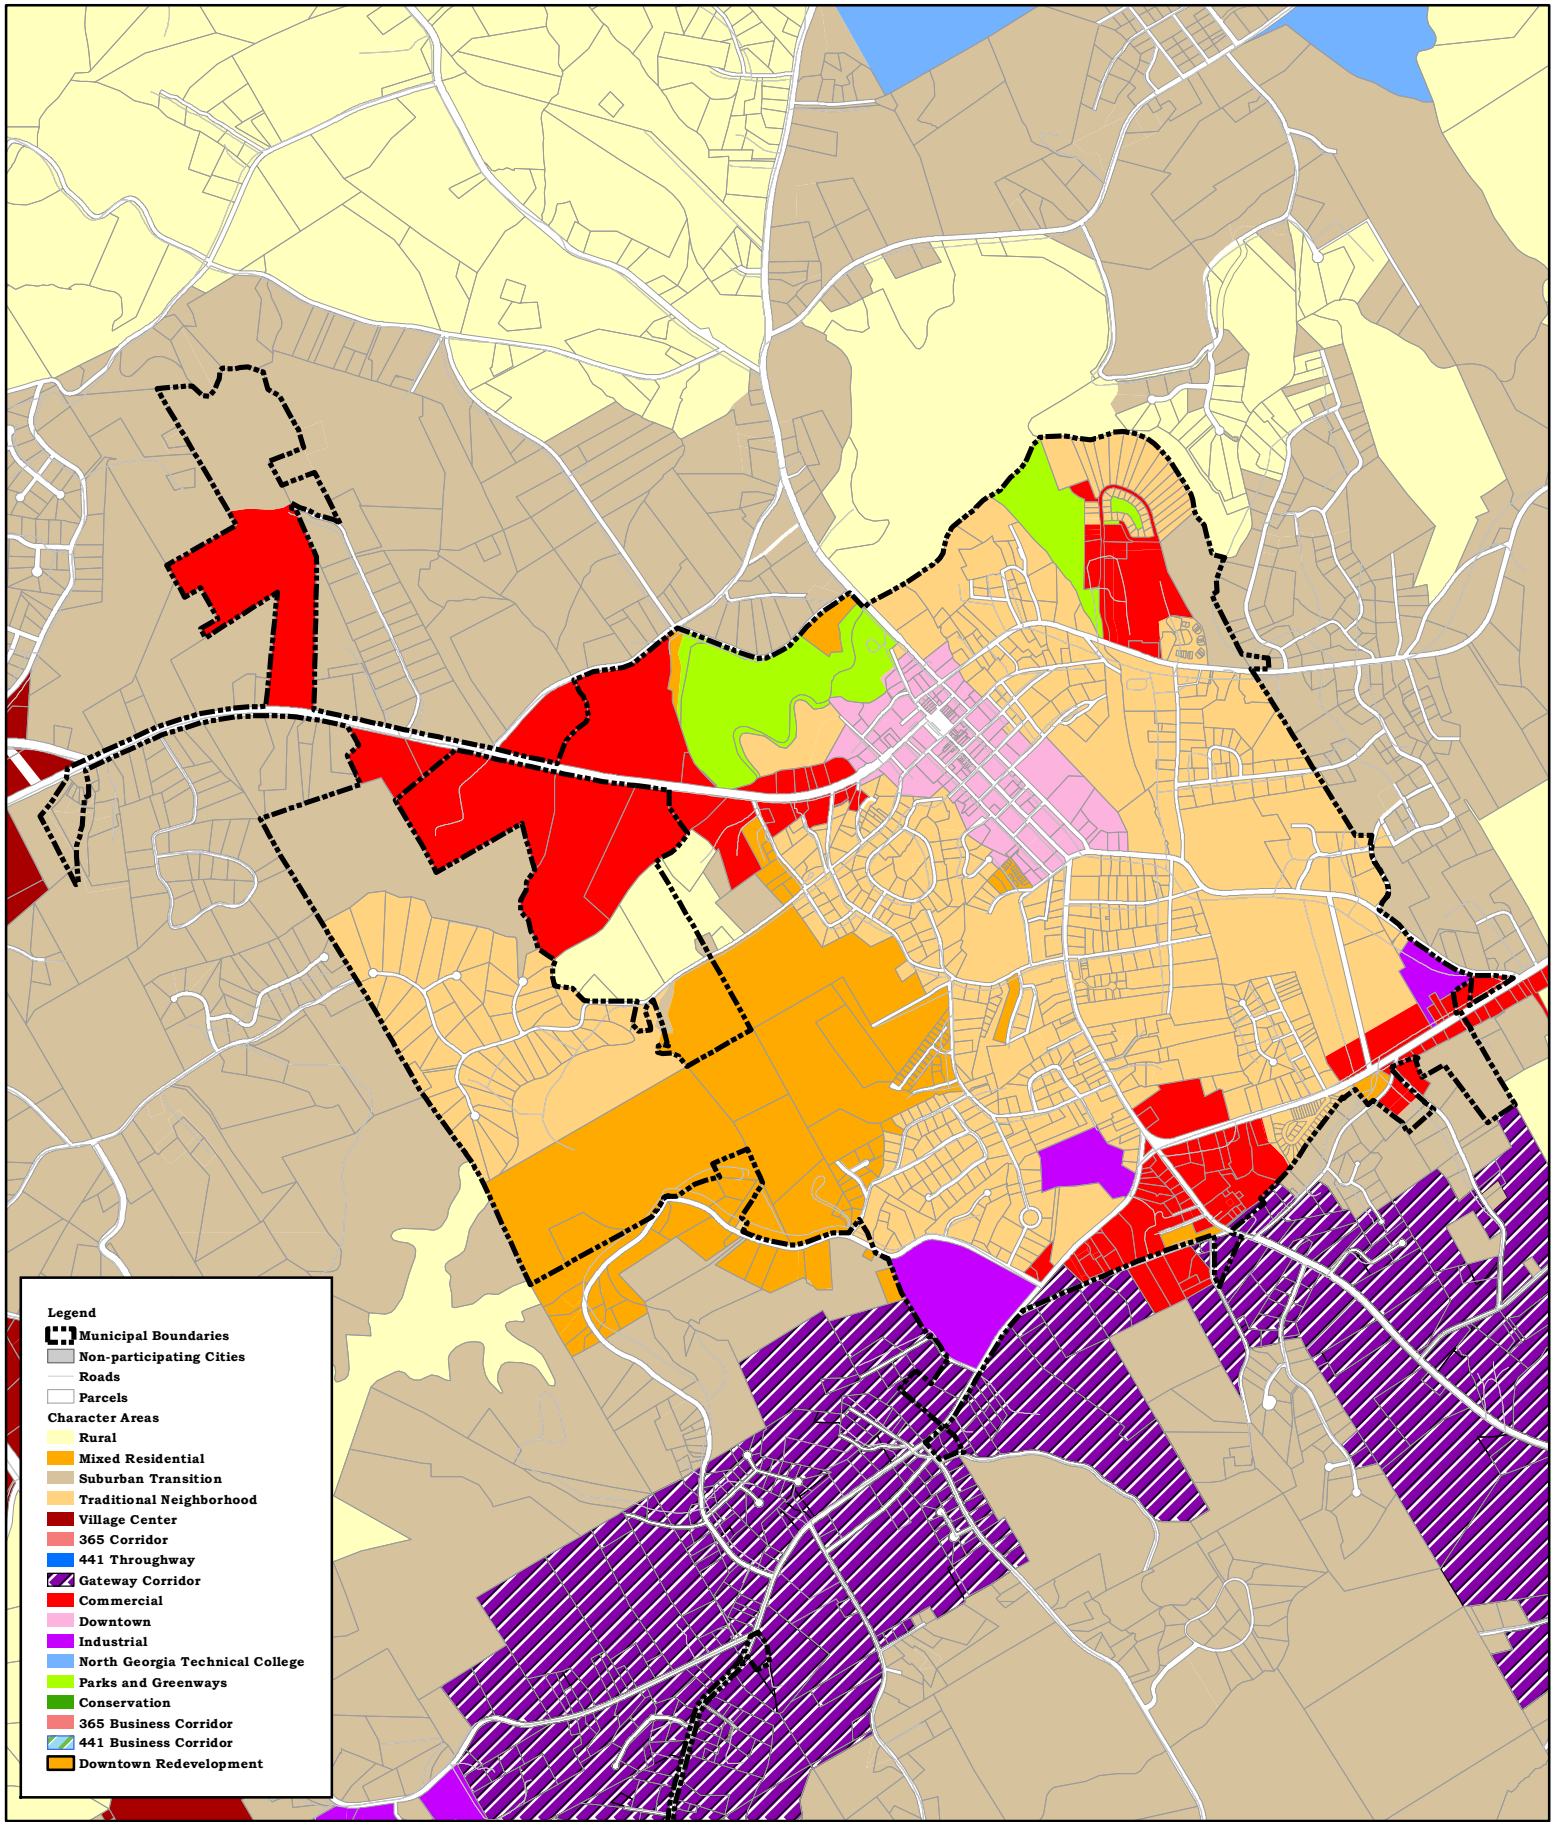 Legend
Municipal Boundaries
Non-participating Cities
Roads
Parcels
Character Areas
Rural
Mixed Residential
Suburban Transition
Traditional Neighborhood
Village Center
365 Corridor
441 Throughway
Gateway Corridor
Commercial
Downtown
Industrial
North Georgia Technical College
Parks and Greenways
Conservation
365 Business Corridor
441 Business Corridor
Downtown Redevelopment